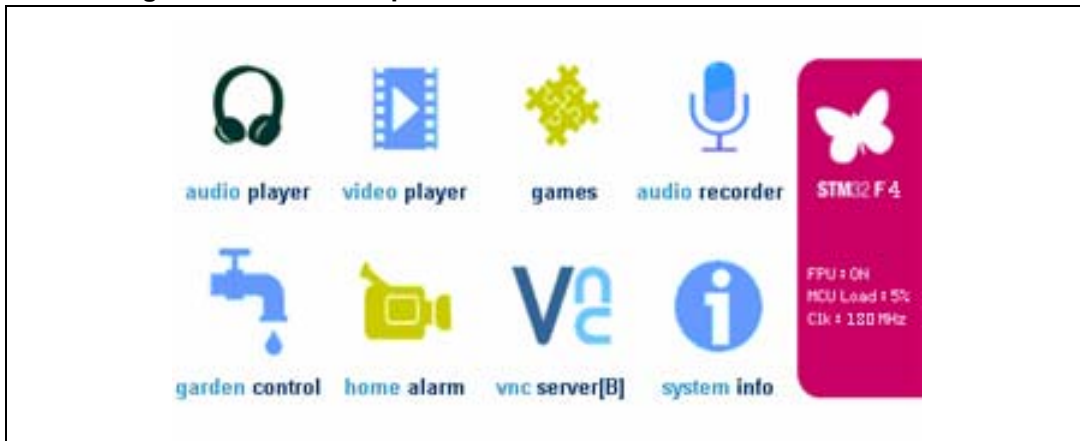 audio player
video player
games
audio recorder
STM32 F4
garden control
home alarm
Vnc
vnc server[B]
system info
FPU : ON
MCU Load : 5%
Clk : 180 MHz